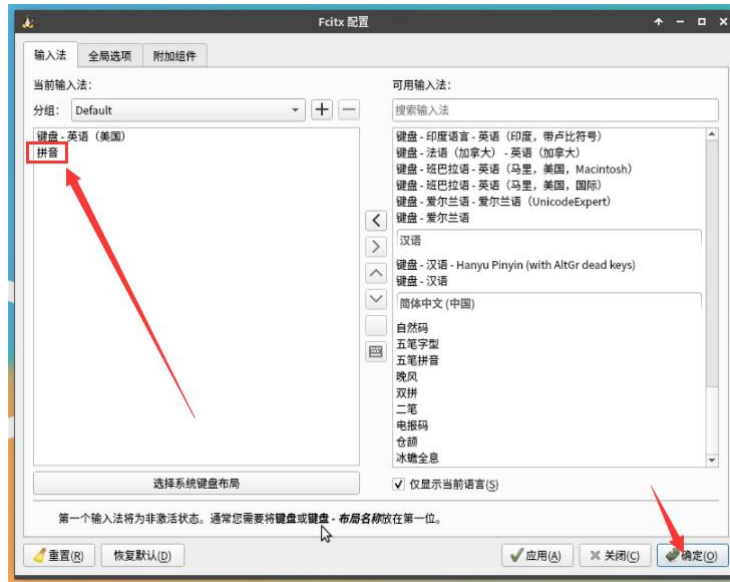 Fcitx 配置
输入法 全局选项 附加组件
当前输入法：
分组： Default
键盘 - 英语（美国）
拼音
选择系统键盘布局
可用输入法：
搜索输入法
键盘 - 印度语言 - 英语（印度，带卢比符号）
键盘 - 法语（加拿大） - 英语（加拿大）
键盘 - 班巴拉语 - 英语（马里，美国，Macintosh）
键盘 - 班巴拉语 - 英语（马里，美国，国际）
键盘 - 爱尔兰语 - 爱尔兰语（UnicodeExpert）
键盘 - 爱尔兰语
汉语
键盘 - 汉语 - Hanyu Pinyin (with AltGr dead keys)
键盘 - 汉语
简体中文 (中国)
自然码
五笔字型
五笔拼音
晚风
双拼
二笔
电报码
仓颉
冰蟾全息
仅显示当前语言(S)
第一个输入法将为非激活状态。通常您需要将键盘或键盘 - 布局名称放在第一位。
重置(R) 恢复默认(D) 应用(A) 关闭(C) 确定(O)